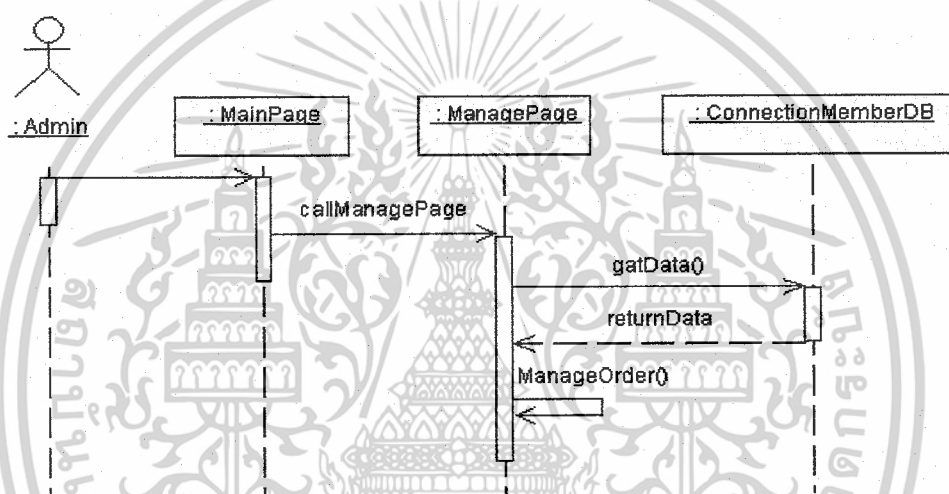 : Admin
: MainPage
: ManagePage
: ConnectionMemberDB
callManagePage
gatData()
returnData
ManageOrder()